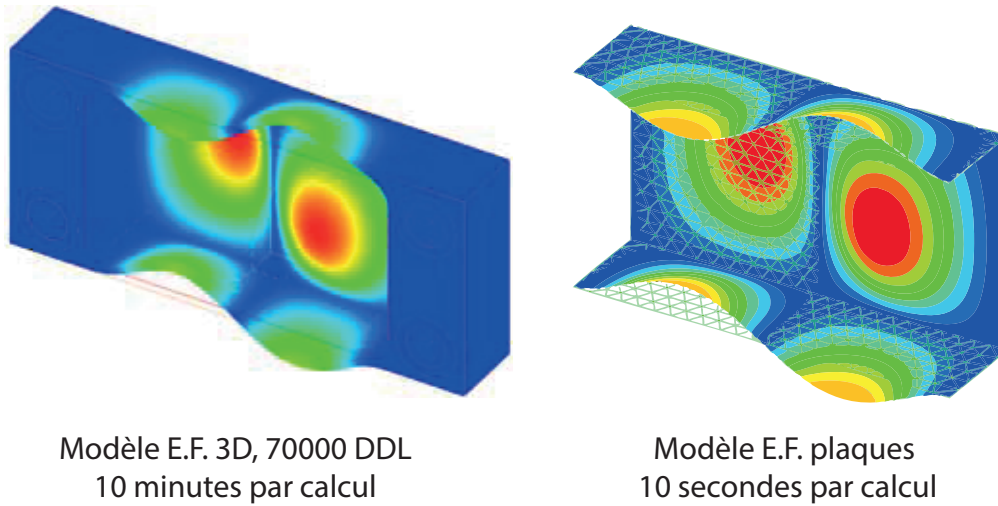 Modèle E.F. 3D, 70000 DDL
10 minutes par calcul
Modèle E.F. plaques
10 secondes par calcul